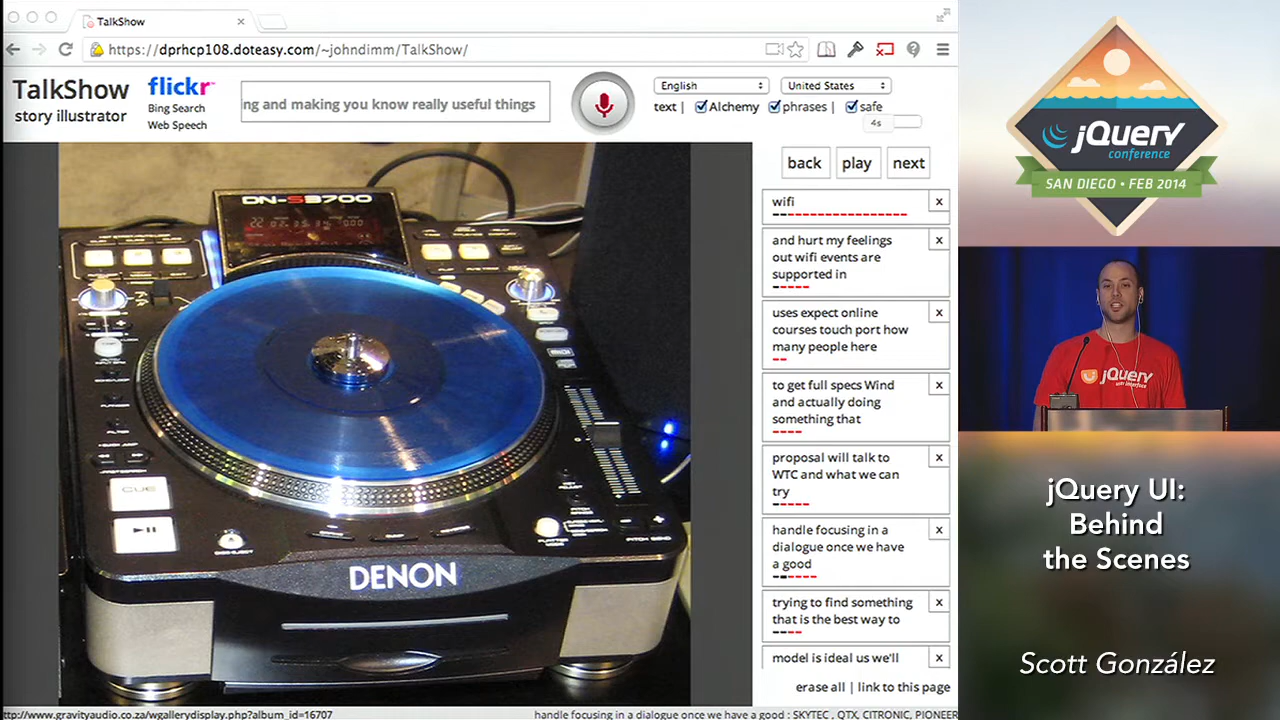 TalkShow
https://dprhcp108.doteasy.com/~johndimm/TalkShow/
TalkShow
story illustrator
flickr
Bing Search
Web Speech
ng and making you know really useful things
English
United States
text | Alchemy phrases | safe
4s
back play next
wifi x
and hurt my feelings x
out wifi events are
supported in
uses expect online x
courses touch port how
many people here
to get full specs Wind x
and actually doing
something that
proposal will talk to x
WTC and what we can
try
handle focusing in a x
dialogue once we have
a good
trying to find something x
that is the best way to
model is ideal us we'll x
erase all | link to this page
http://www.gravityaudio.co.za/wgallerydisplay.php?album_id=16707
handle focusing in a dialogue once we have a good : SKYTEC , QTX, CITRONIC, PIONEER
DN-S3700
CUE
DENON
jQuery
conference
SAN DIEGO • FEB 2014
jQuery
user interface
jQuery UI:
Behind
the Scenes
Scott González